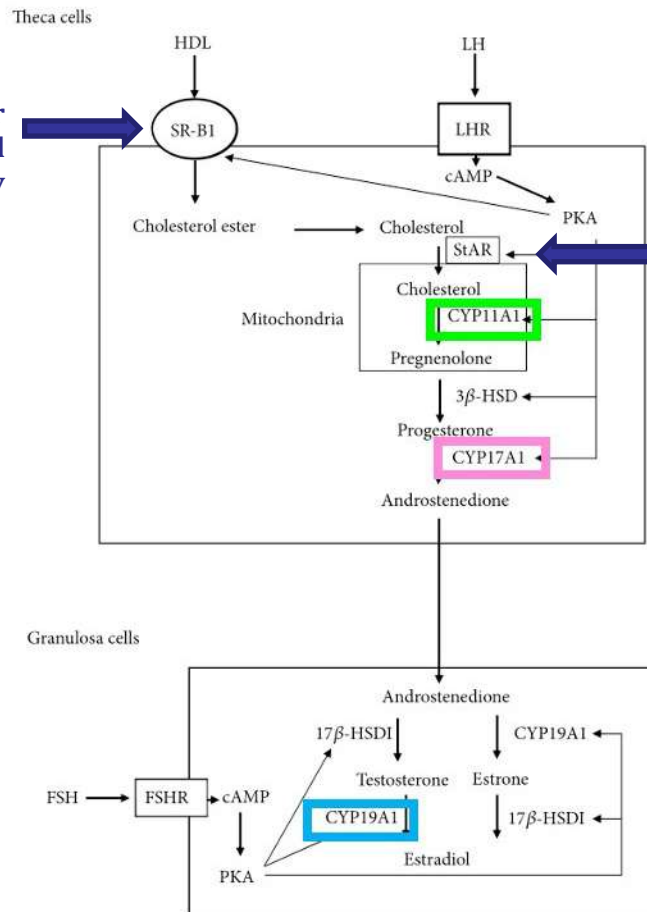 Theca cells
HDL
LH
r
l
y
SR-B1
LHR
cAMP
PKA
Cholesterol ester
Cholesterol
StAR
Cholesterol
Mitochondria
CYP11A1
Pregnenolone
3β-HSD
Progesterone
CYP17A1
Androstenedione
Granulosa cells
Androstenedione
17β-HSDI
CYP19A1
Testosterone
Estrone
FSH
FSHR
cAMP
CYP19A1
17β-HSDI
Estradiol
PKA